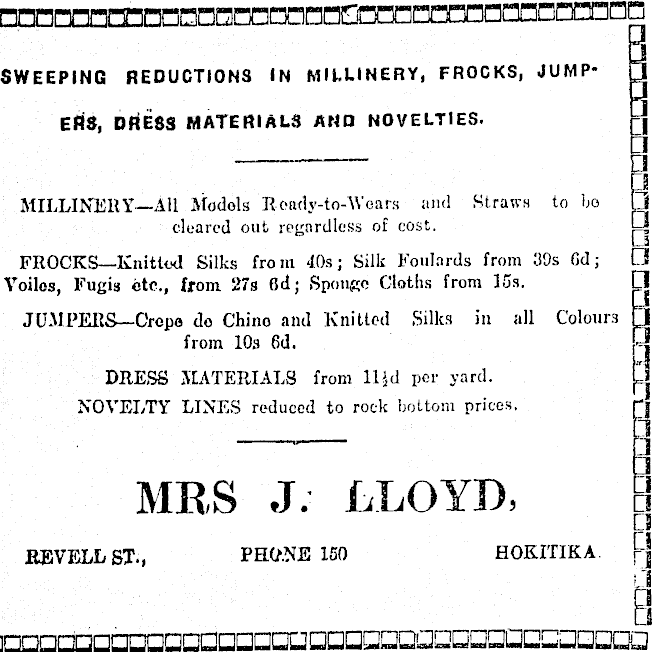 SWEEPING REDUCTIONS IN MILLINERY, FROCKS, JUMP-
ERS, DRESS MATERIALS AND NOVELTIES.
MILLINERY—All Models Ready-to-Wears and Straws to be
cleared out regardless of cost.
FROCKS—Knitted Silks from 40s; Silk Foulards from 39s 6d;
Voiles, Fugis etc., from 27s 6d; Sponge Cloths from 15s.
JUMPERS—Crepe de Chine and Knitted Silks in all Colours
from 10s 6d.
DRESS MATERIALS from 11½d per yard.
NOVELTY LINES reduced to rock bottom prices.
MRS J. LLOYD,
REVELL ST., PHONE 150 HOKITIKA.